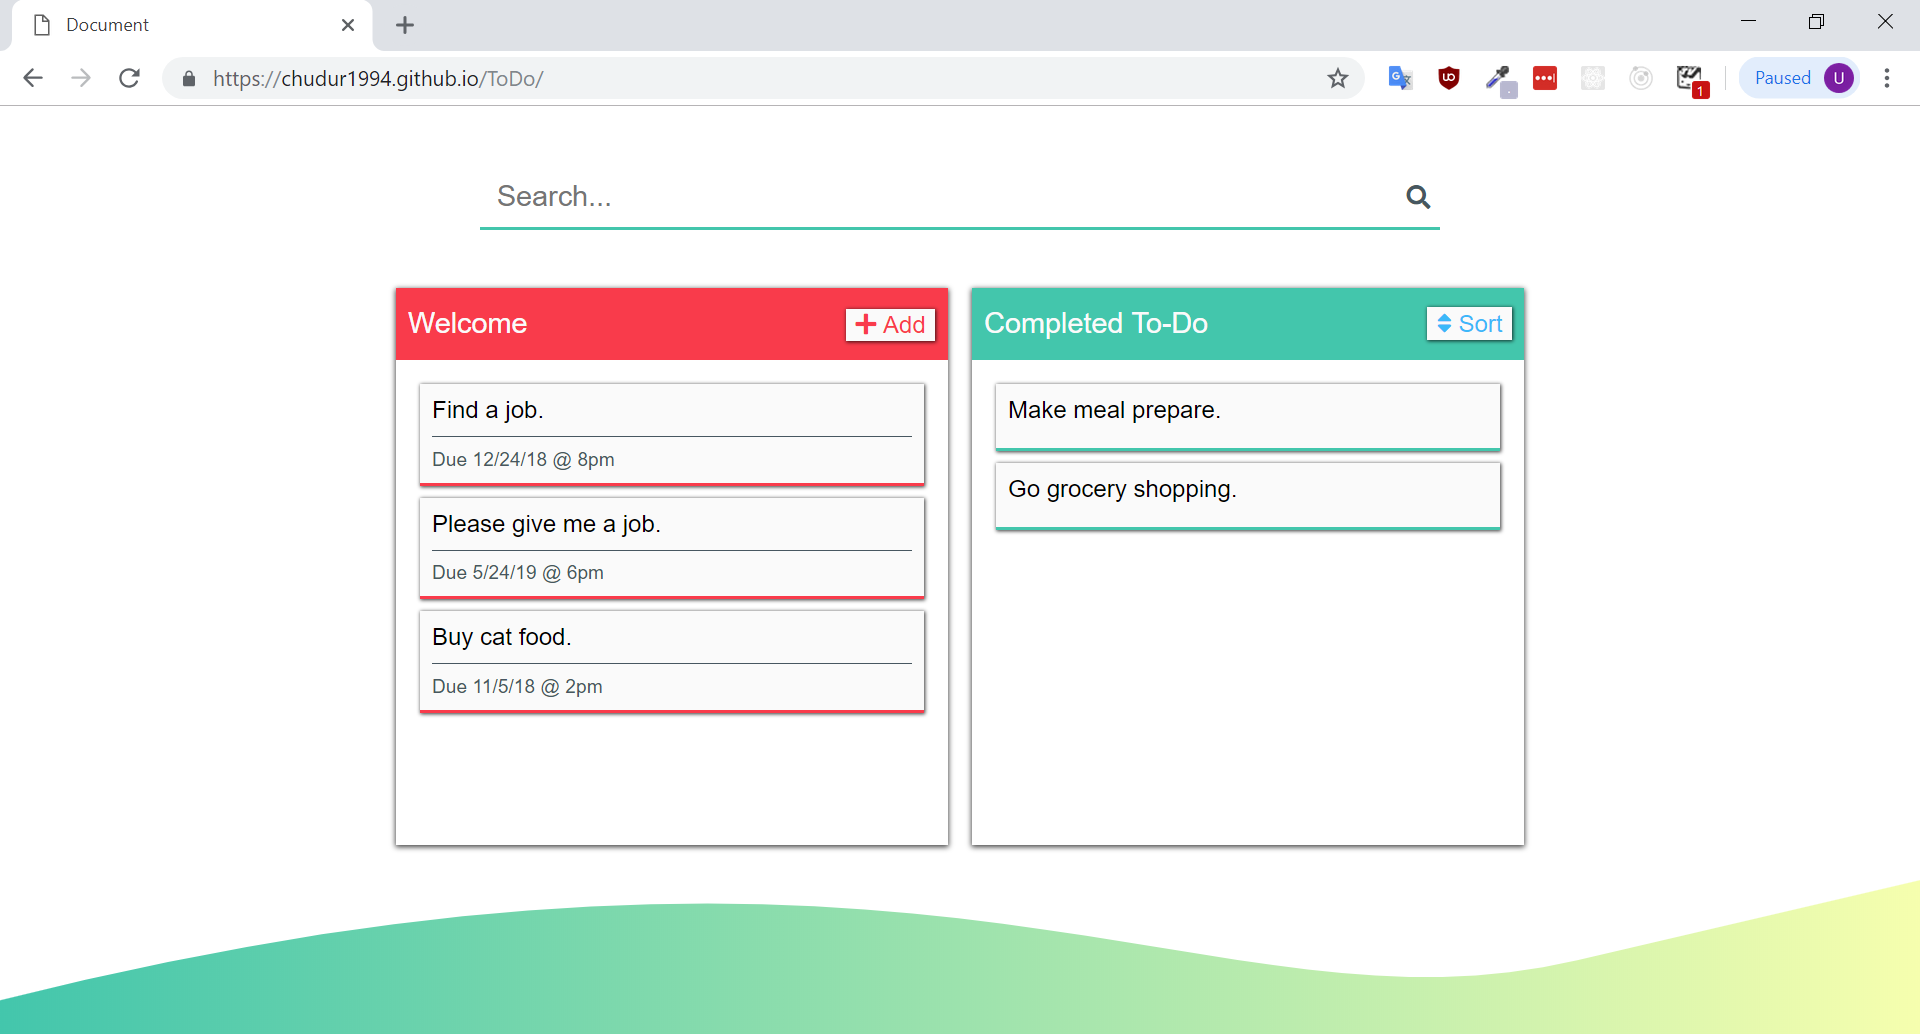 Document
https://chudur1994.github.io/ToDo/
1
Paused U
Search...
Welcome
Add
Find a job.
Due 12/24/18 @ 8pm
Please give me a job.
Due 5/24/19 @ 6pm
Buy cat food.
Due 11/5/18 @ 2pm
Completed To-Do
Sort
Make meal prepare.
Go grocery shopping.